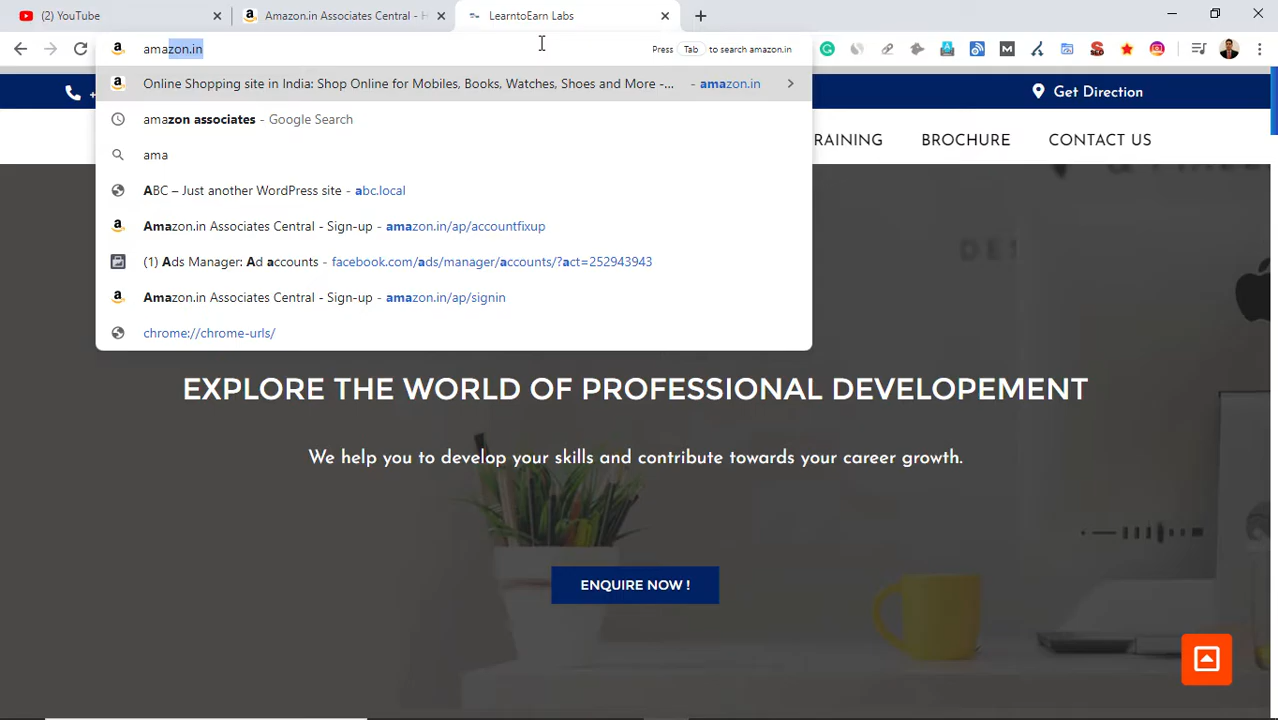 (2) YouTube
Amazon.in Associates Central - H
LearntoEarn Labs
amazon.in
Press Tab to search amazon.in
Online Shopping site in India: Shop Online for Mobiles, Books, Watches, Shoes and More -... - amazon.in
amazon associates - Google Search
ama
ABC – Just another WordPress site - abc.local
Amazon.in Associates Central - Sign-up - amazon.in/ap/accountfixup
(1) Ads Manager: Ad accounts - facebook.com/ads/manager/accounts/?act=252943943
Amazon.in Associates Central - Sign-up - amazon.in/ap/signin
chrome://chrome-urls/
Get Direction
RAINING
BROCHURE
CONTACT US
EXPLORE THE WORLD OF PROFESSIONAL DEVELOPEMENT
We help you to develop your skills and contribute towards your career growth.
ENQUIRE NOW !